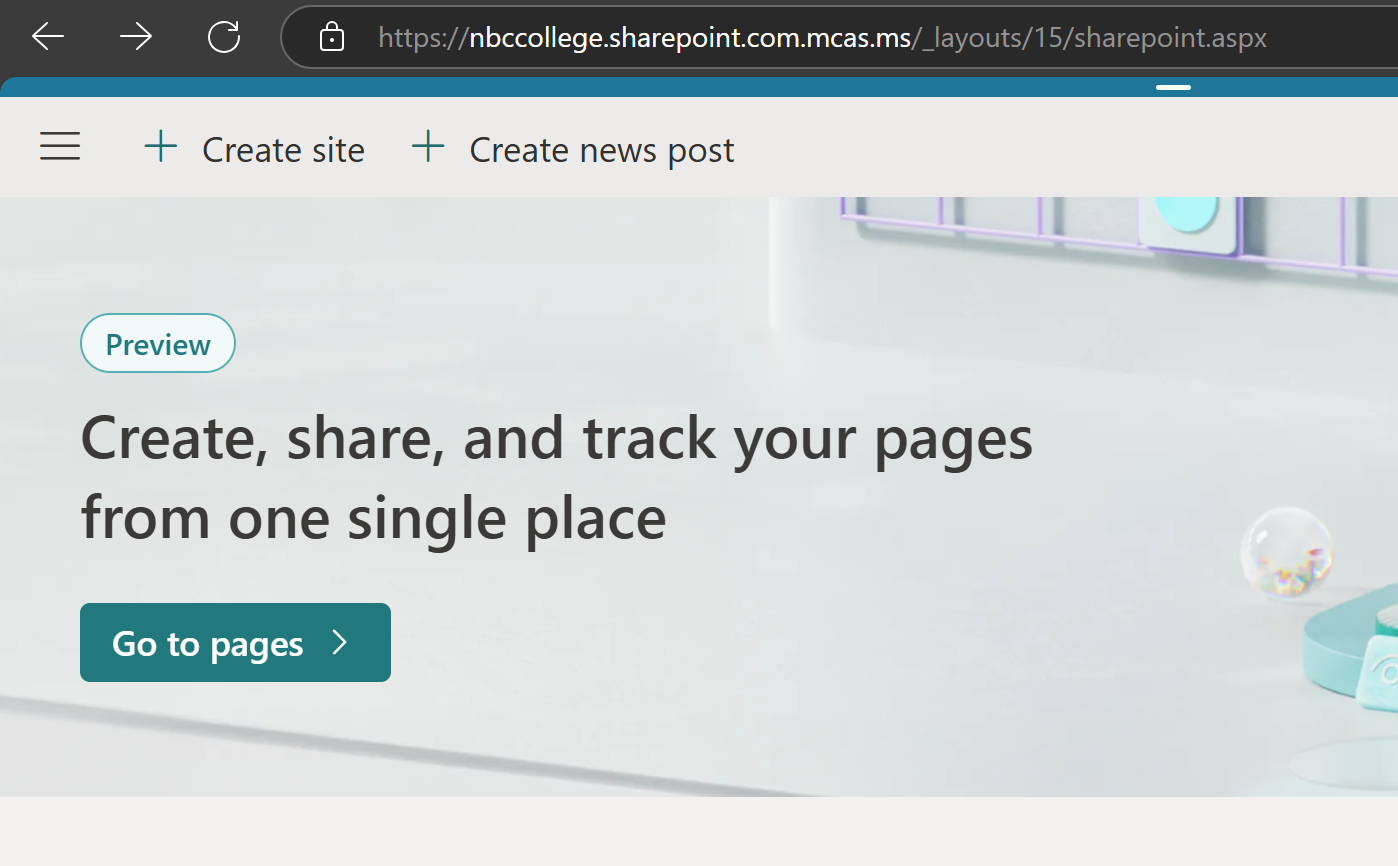 https://nbccollege.sharepoint.com.mcas.ms/_layouts/15/sharepoint.aspx
Create site Create news post
Preview
Create, share, and track your pages
from one single place
Go to pages